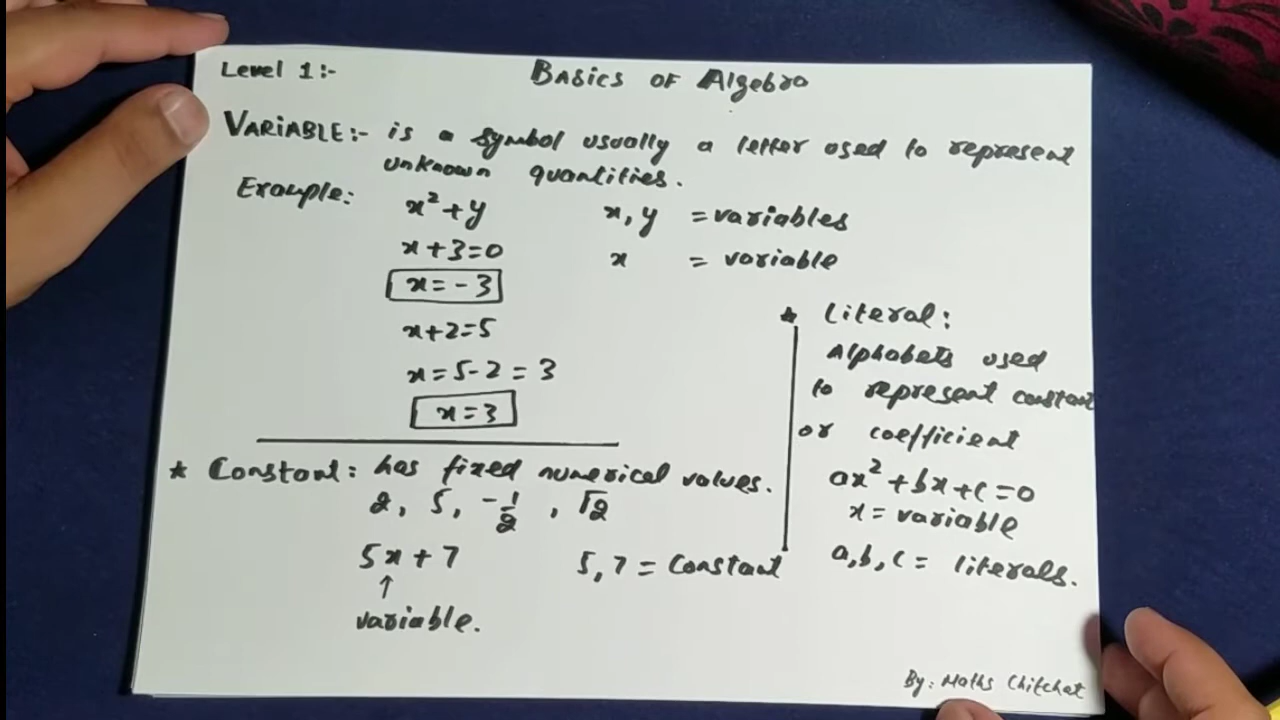 Level 1:-
Basics of Algebra
VARiABLE:- is a symbol usually a letter used to represent
unknown quantities.
Example:
x² + y
x, y = variables
x + 3 = 0
x = variable
x = - 3
x + 2 = 5
x = 5 - 2 = 3
x = 3
* Constant: has fixed numerical values.
2, 5, -1/2, √2
5x + 7
5, 7 = Constant
↑
variable.
* Literal:
Alphabets used
to represent constant
or coefficient
ax² + bx + c = 0
x = variable
a, b, c = literals.
By: Maths Chitchat